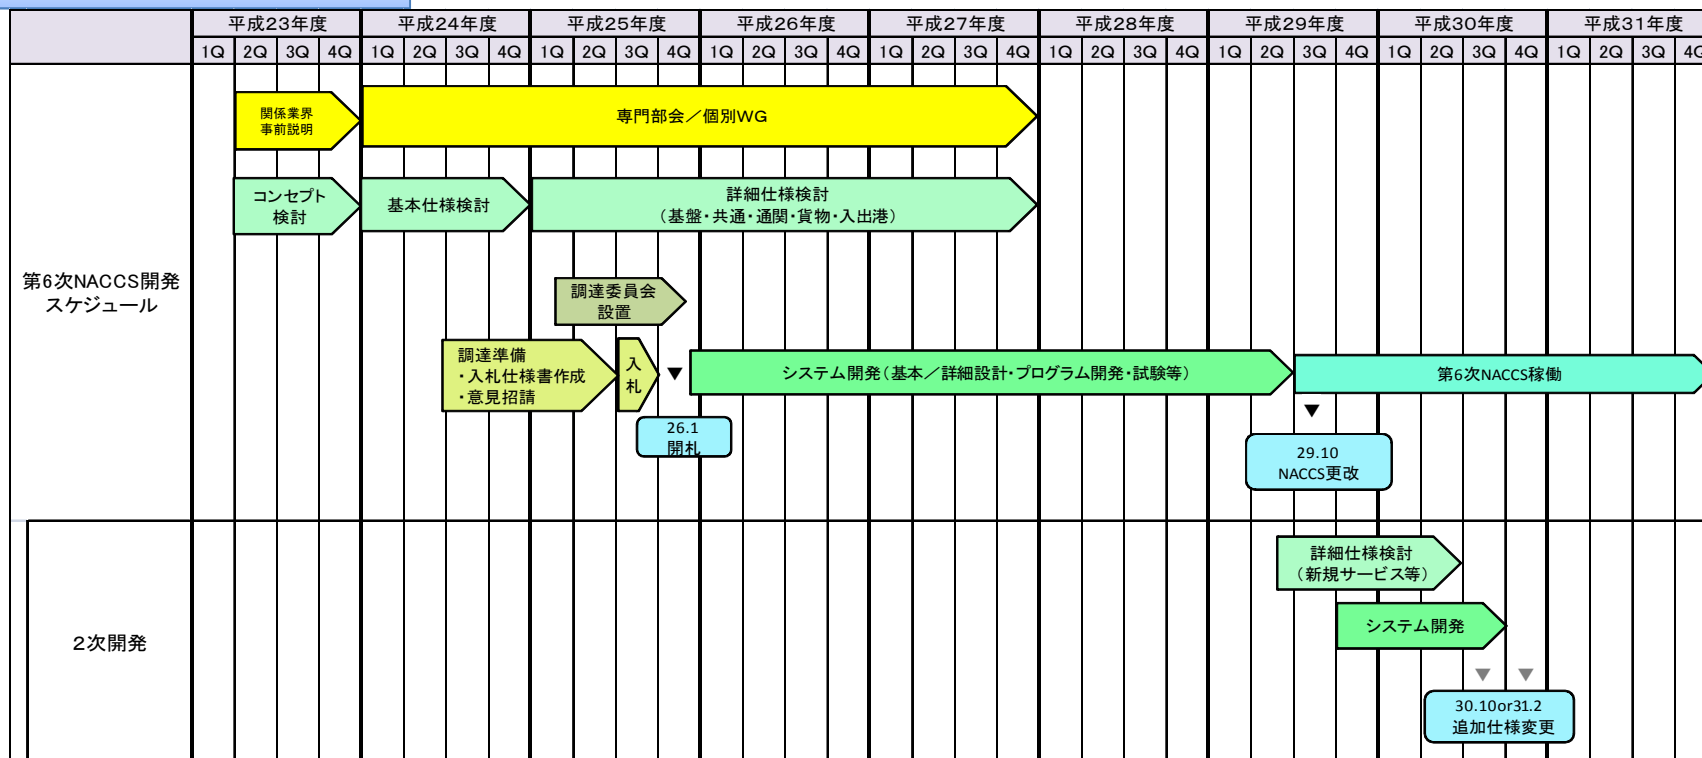 平成23年度 平成24年度 平成25年度 平成26年度 平成27年度 平成28年度 平成29年度 平成30年度 平成31年度
1Q 2Q 3Q 4Q 1Q 2Q 3Q 4Q 1Q 2Q 3Q 4Q 1Q 2Q 3Q 4Q 1Q 2Q 3Q 4Q 1Q 2Q 3Q 4Q 1Q 2Q 3Q 4Q 1Q 2Q 3Q 4Q 1Q 2Q 3Q 4Q
第6次NACCS開発
スケジュール
関係業界
事前説明
専門部会／個別WG
コンセプト
検討
基本仕様検討
詳細仕様検討
（基盤・共通・通関・貨物・入出港）
調達委員会
設置
調達準備
・入札仕様書作成
・意見招請
入
札
▼
26.1
開札
システム開発（基本／詳細設計・プログラム開発・試験等）
第6次NACCS稼働
▼
29.10
NACCS更改
2次開発
詳細仕様検討
（新規サービス等）
システム開発
▼ ▼
30.10or31.2
追加仕様変更